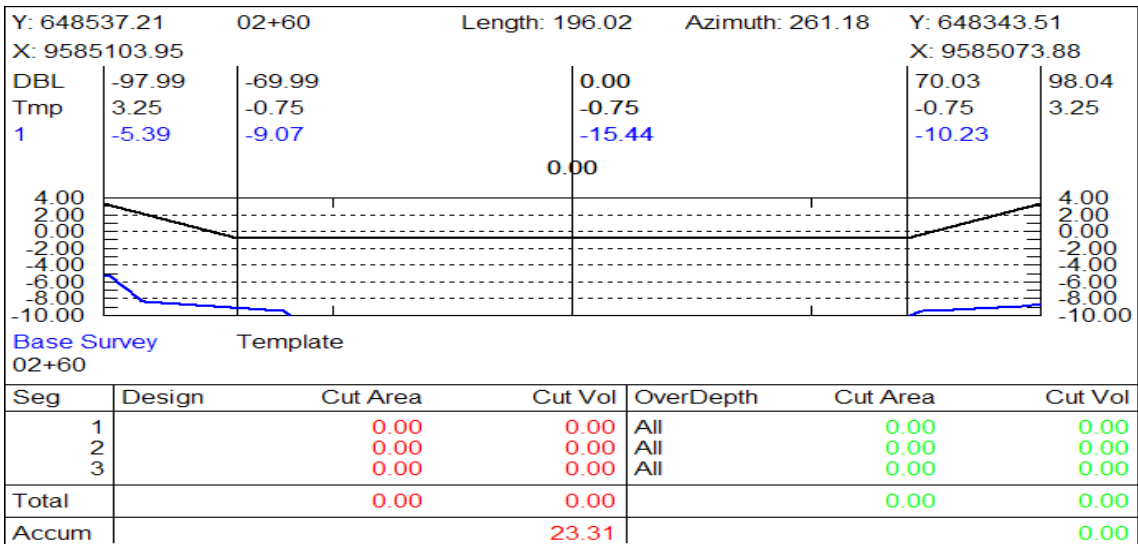 Y: 648537.21 02+60 Length: 196.02 Azimuth: 261.18 Y: 648343.51
X: 9585103.95 X: 9585073.88
DBL -97.99 -69.99 0.00 70.03 98.04
Tmp 3.25 -0.75 -0.75 -0.75 3.25
1 -5.39 -9.07 -15.44 -10.23
0.00
4.00 4.00
2.00 2.00
0.00 0.00
-2.00 -2.00
-4.00 -4.00
-6.00 -6.00
-8.00 -8.00
-10.00 -10.00
Base Survey Template
02+60
Seg Design Cut Area Cut Vol OverDepth Cut Area Cut Vol
1 0.00 0.00 All 0.00 0.00
2 0.00 0.00 All 0.00 0.00
3 0.00 0.00 All 0.00 0.00
Total 0.00 0.00 0.00 0.00
Accum 23.31 0.00